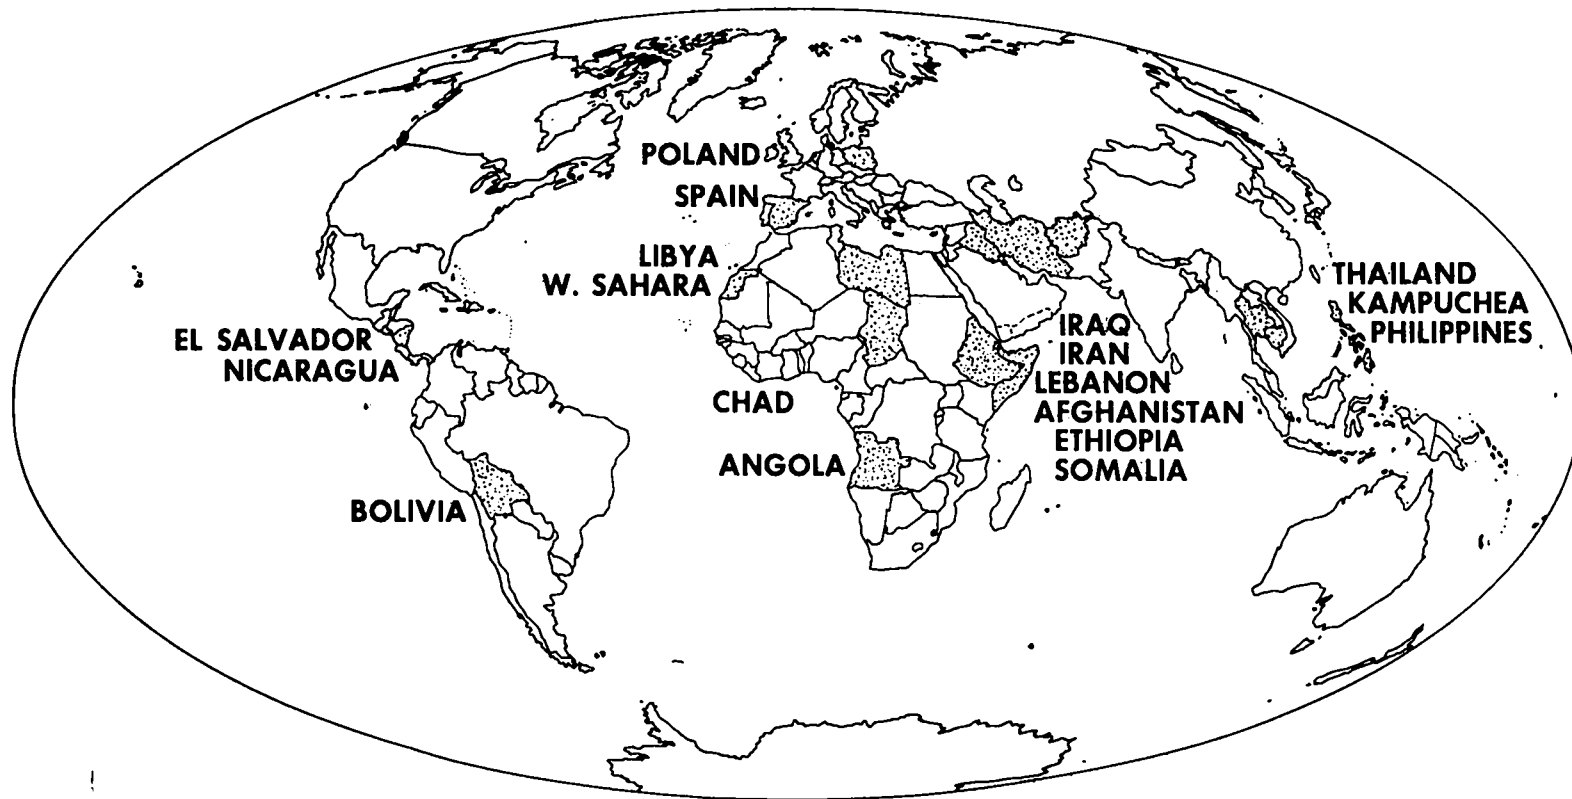 POLAND
SPAIN
LIBYA
W. SAHARA
EL SALVADOR
NICARAGUA
CHAD
ANGOLA
BOLIVIA
IRAQ
IRAN
LEBANON
AFGHANISTAN
ETHIOPIA
SOMALIA
THAILAND
KAMPUCHEA
PHILIPPINES